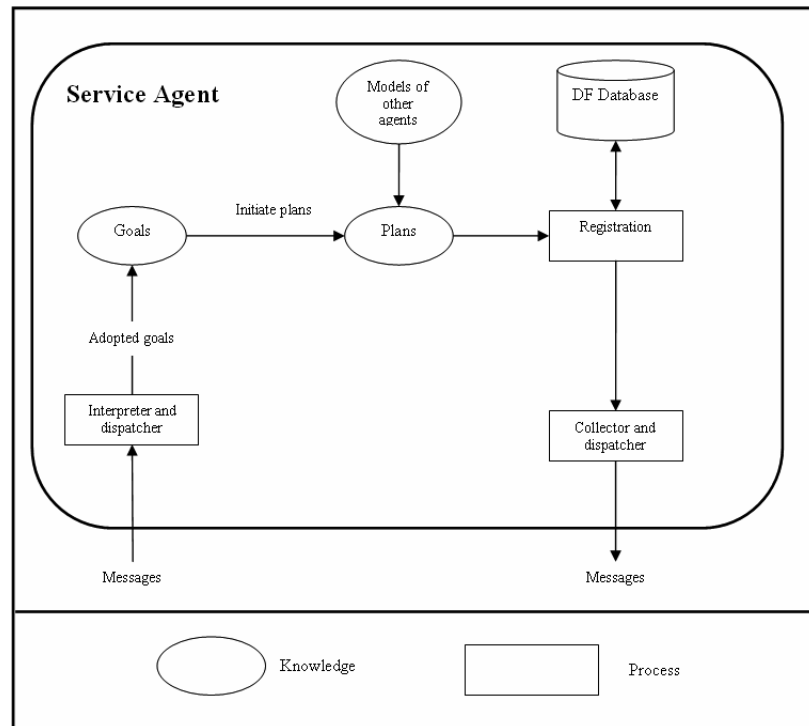 Service Agent
Models of
other
agents
DF Database
Initiate plans
Goals
Plans
Registration
Adopted goals
Interpreter and
dispatcher
Collector and
dispatcher
Messages
Messages
Knowledge
Process